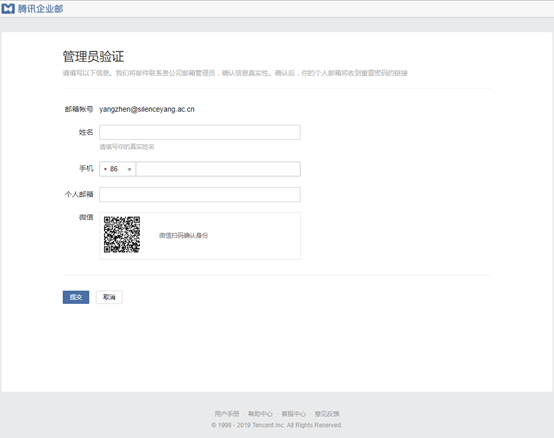 腾讯企业邮
管理员验证
请填写以下信息。我们将邮件联系贵公司邮箱管理员，确认信息真实性。确认后，你的个人邮箱将收到重置密码的链接
邮箱帐号 yangzhen@silenceyang.ac.cn
姓名
请填写你的真实姓名
手机 86
个人邮箱
微信
微信扫码确认身份
提交 取消
用户手册 - 帮助中心 - 客服中心 - 意见反馈
© 1998 - 2019 Tencent Inc. All Rights Reserved.